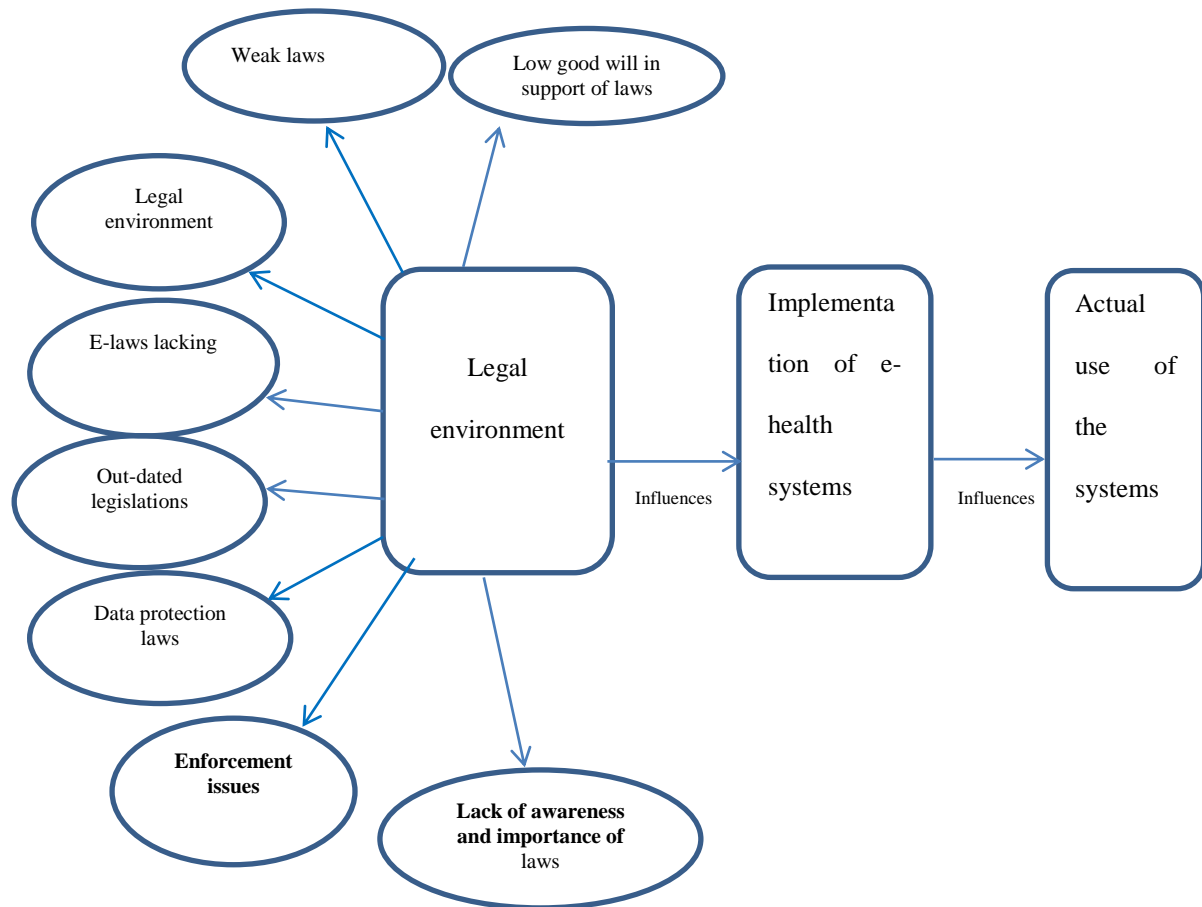 Weak laws
Low good will in
support of laws
Legal
environment
E-laws lacking
Out-dated
legislations
Data protection
laws
Enforcement
issues
Lack of awareness
and importance of
laws
Legal
environment
Influences
Implementa
tion of e-
health
systems
Influences
Actual
use of
the
systems